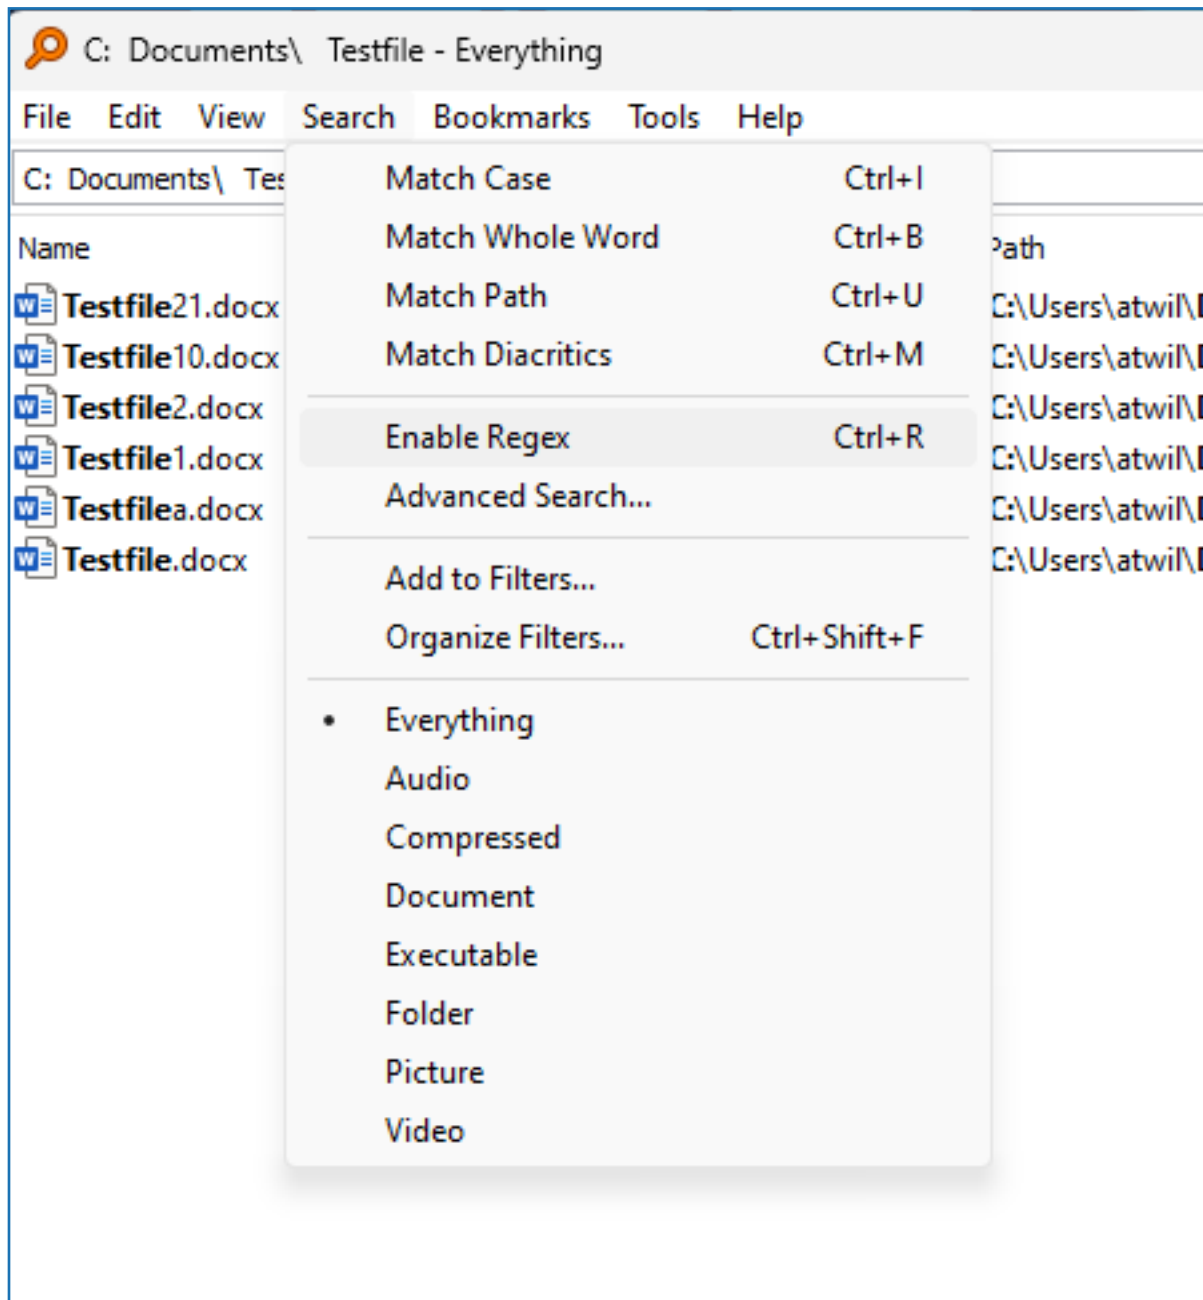 C: Documents\ Testfile - Everything
File Edit View Search Bookmarks Tools Help
C: Documents\ Tes
Match Case Ctrl+I
Match Whole Word Ctrl+B
Match Path Ctrl+U
Match Diacritics Ctrl+M
Enable Regex Ctrl+R
Advanced Search...
Add to Filters...
Organize Filters... Ctrl+Shift+F
Everything
Audio
Compressed
Document
Executable
Folder
Picture
Video
Name Path
Testfile21.docx C:\Users\atwil\
Testfile10.docx C:\Users\atwil\
Testfile2.docx C:\Users\atwil\
Testfile1.docx C:\Users\atwil\
Testfilea.docx C:\Users\atwil\
Testfile.docx C:\Users\atwil\